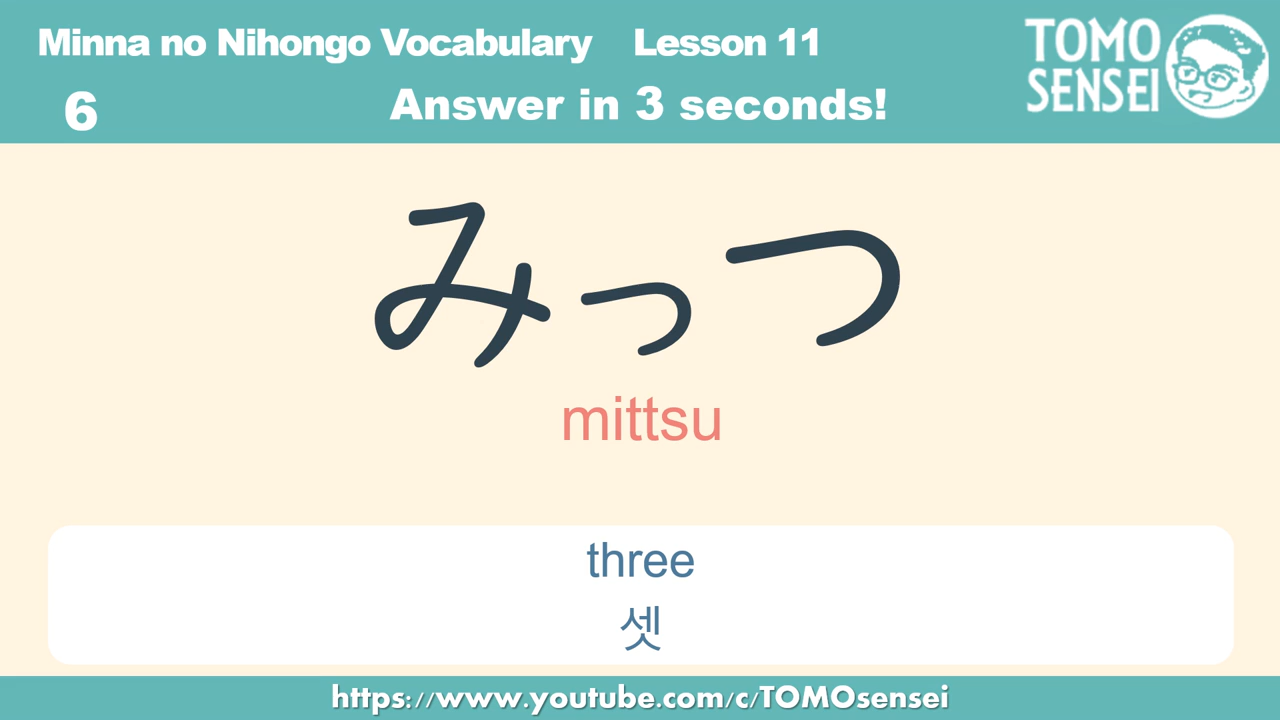 Minna no Nihongo Vocabulary Lesson 11
TOMO
SENSEI
6
Answer in 3 seconds!
みっつ
mittsu
three
셋
https://www.youtube.com/c/TOMOsensei